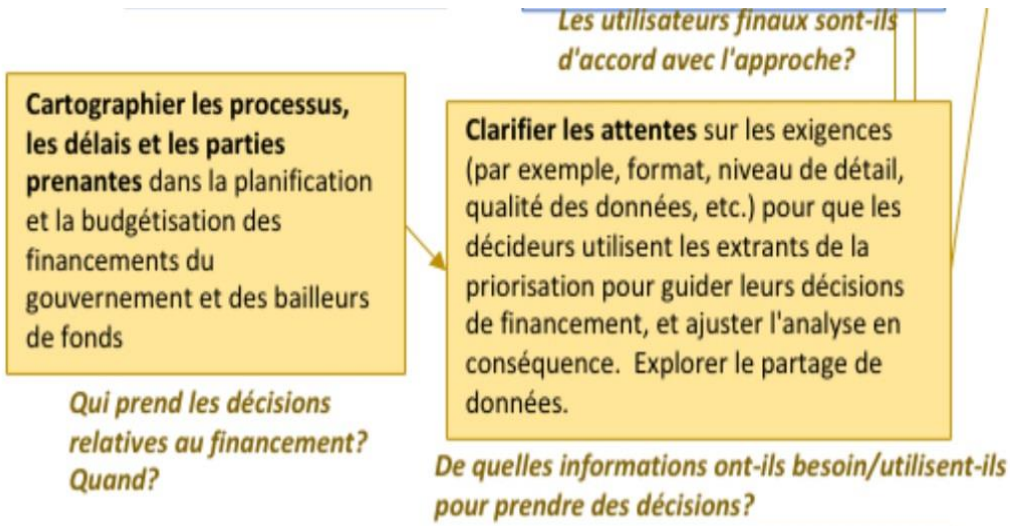 Les utilisateurs finaux sont-ils
d'accord avec l'approche?
Cartographier les processus,
les délais et les parties
prenantes dans la planification
et la budgétisation des
financements du
gouvernement et des bailleurs
de fonds
Qui prend les décisions
relatives au financement?
Quand?
Clarifier les attentes sur les exigences
(par exemple, format, niveau de détail,
qualité des données, etc.) pour que les
décideurs utilisent les extrants de la
priorisation pour guider leurs décisions
de financement, et ajuster l'analyse en
conséquence.  Explorer le partage de
données.
De quelles informations ont-ils besoin/utilisent-ils
pour prendre des décisions?